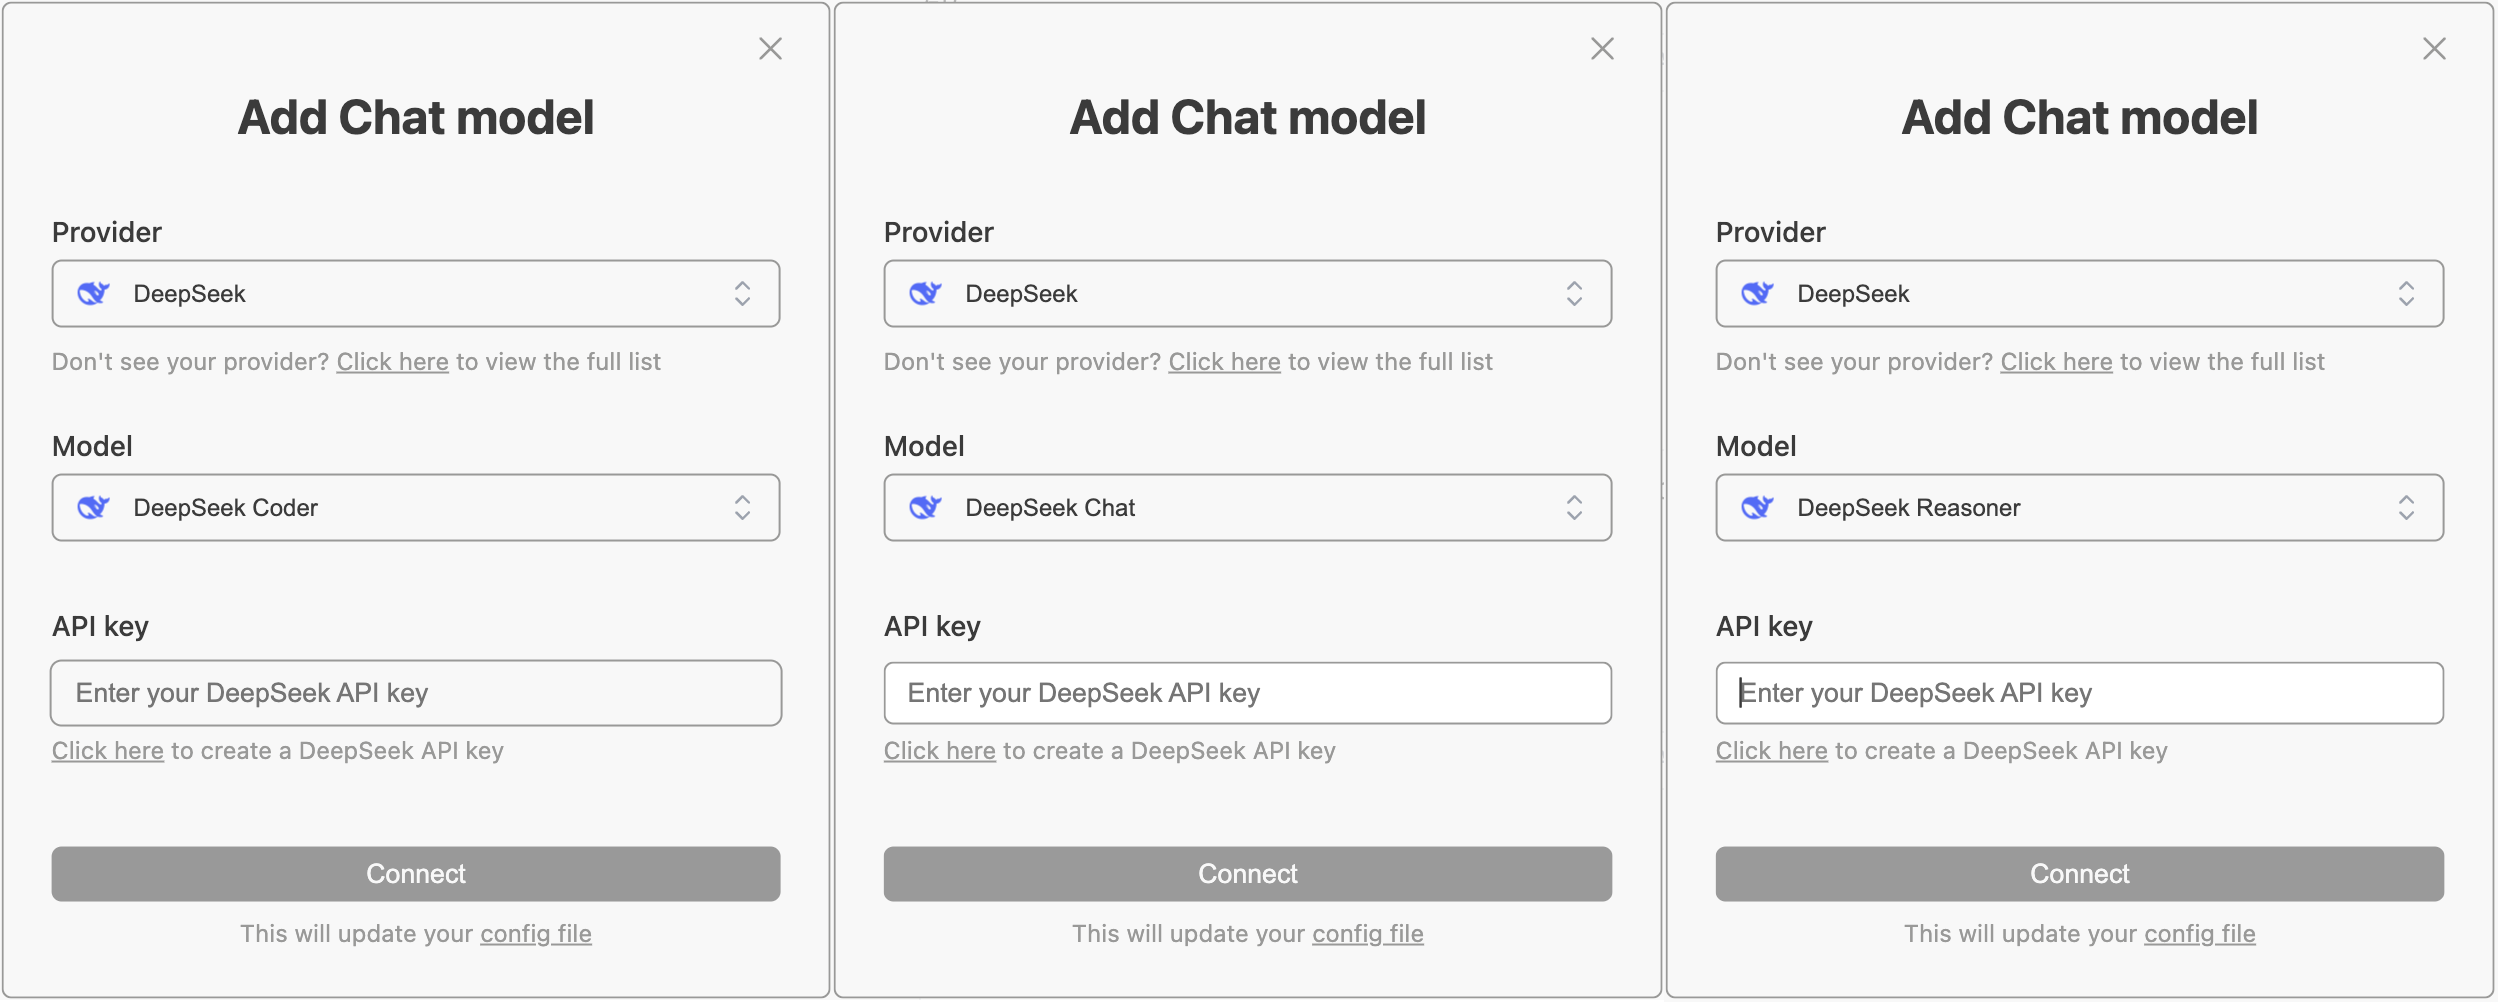 Add Chat model
Provider
DeepSeek
Don't see your provider? Click here to view the full list
Model
DeepSeek Coder
API key
Enter your DeepSeek API key
Click here to create a DeepSeek API key
Connect
This will update your config file
Add Chat model
Provider
DeepSeek
Don't see your provider? Click here to view the full list
Model
DeepSeek Chat
API key
Enter your DeepSeek API key
Click here to create a DeepSeek API key
Connect
This will update your config file
Add Chat model
Provider
DeepSeek
Don't see your provider? Click here to view the full list
Model
DeepSeek Reasoner
API key
Enter your DeepSeek API key
Click here to create a DeepSeek API key
Connect
This will update your config file